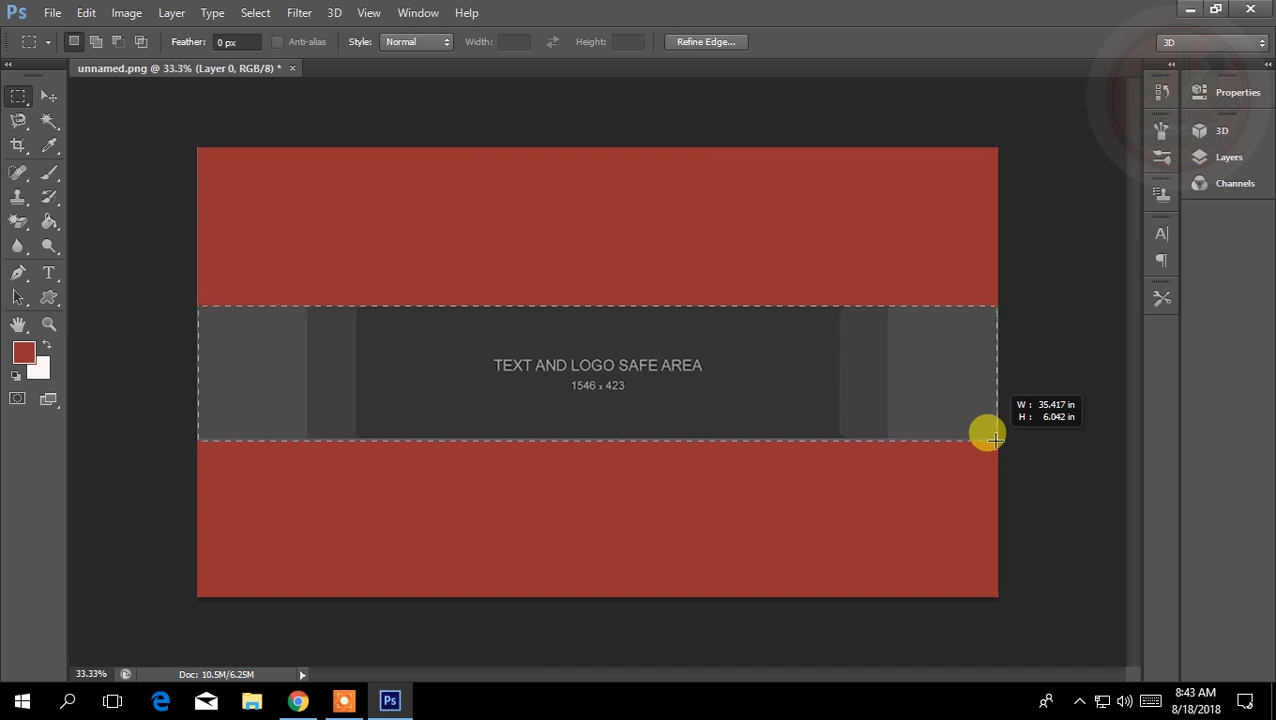 Ps File Edit Image Layer Type Select Filter 3D View Window Help
Feather: 0 px Anti-alias Style: Normal Width: Height: Refine Edge... 3D
unnamed.png @ 33.3% (Layer 0, RGB/8) * ×
Properties
3D
Layers
Channels
TEXT AND LOGO SAFE AREA
1546 x 423
W : 35.417 in
H : 6.042 in
33.33% Doc: 10.5M/6.25M
Ps
8:43 AM
8/18/2018